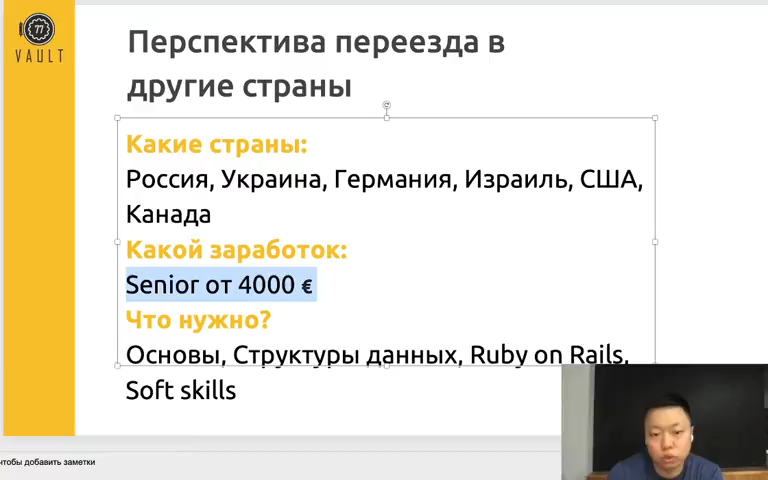 77
VAULT
Перспектива переезда в
другие страны
Какие страны:
Россия, Украина, Германия, Израиль, США,
Канада
Какой заработок:
Senior от 4000 €
Что нужно?
Основы, Структуры данных, Ruby on Rails,
Soft skills
чтобы добавить заметки